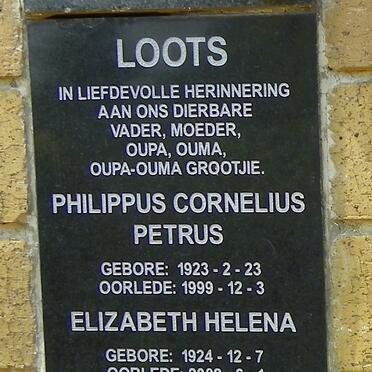 LOOTS
IN LIEFDEVOLLE HERINNERING
AAN ONS DIERBARE
VADER, MOEDER,
OUPA, OUMA,
OUPA-OUMA GROOTJIE.
PHILIPPUS CORNELIUS
PETRUS
GEBORE: 1923 - 2 - 23
OORLEDE: 1999 - 12 - 3
ELIZABETH HELENA
GEBORE: 1924 - 12 - 7
OORLEDE: